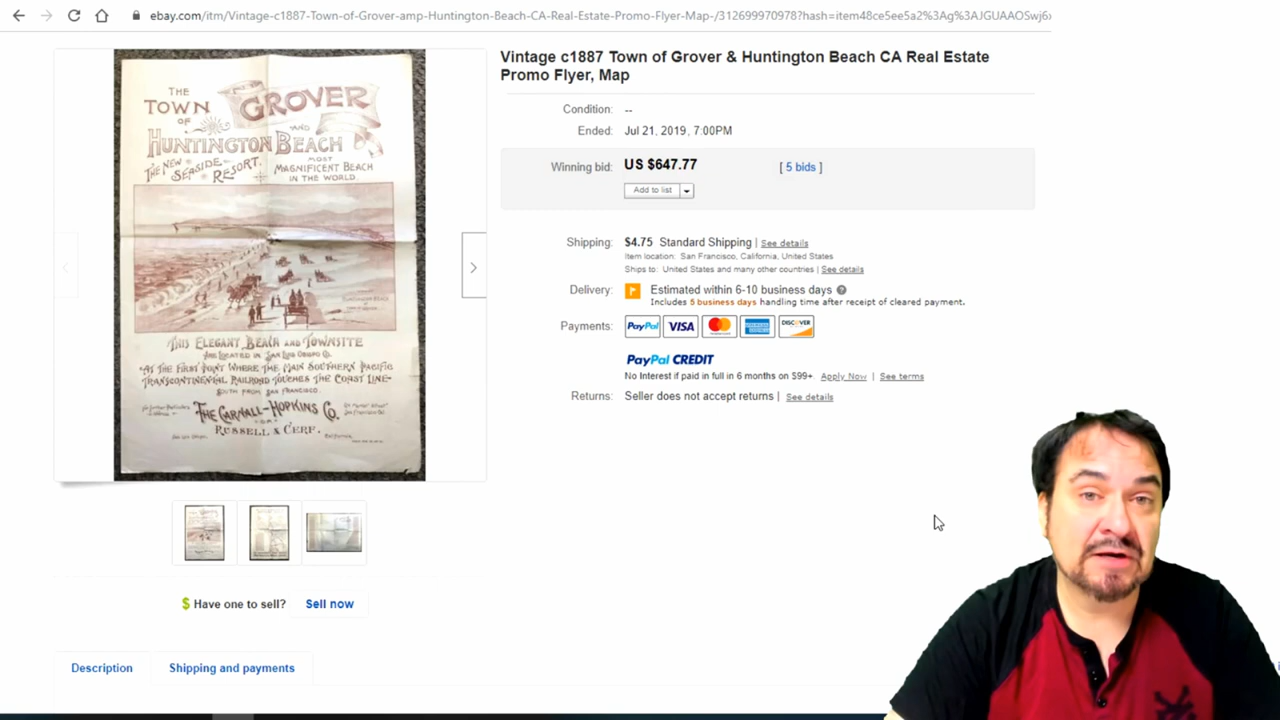 ebay.com/itm/Vintage-c1887-Town-of-Grover-amp-Huntington-Beach-CA-Real-Estate-Promo-Flyer-Map-/312699970978?hash=item48ce5ee5a2%3Ag%3AJGUAAOSwj6x
Vintage c1887 Town of Grover & Huntington Beach CA Real Estate
Promo Flyer, Map
Condition: --
Ended: Jul 21, 2019, 7:00PM
Winning bid: US $647.77 [ 5 bids ]
Add to list
Shipping: $4.75 Standard Shipping | See details
Item location: San Francisco, California, United States
Ships to: United States and many other countries | See details
Delivery: Estimated within 6-10 business days
Includes 5 business days handling time after receipt of cleared payment.
Payments: PayPal VISA MasterCard AMERICAN EXPRESS DISCOVER
PayPal CREDIT
No Interest if paid in full in 6 months on $99+. Apply Now | See terms
Returns: Seller does not accept returns | See details
THE
TOWN GROVER
OF
AND
HUNTINGTON BEACH
THE NEW SEASIDE RESORT.
MOST
MAGNIFICENT BEACH
IN THE WORLD.
THIS ELEGANT BEACH AND TOWNSITE
ARE LOCATED IN SAN LUIS OBISPO CO.
"AT THE FIRST POINT WHERE THE MAIN SOUTHERN PACIFIC
TRANSCONTINENTAL RAILROAD TOUCHES THE COAST LINE"
SOUTH FROM SAN FRANCISCO.
THE CARNALL-HOPKINS CO.
OR
RUSSELL & CERF.
$ Have one to sell? Sell now
Description
Shipping and payments